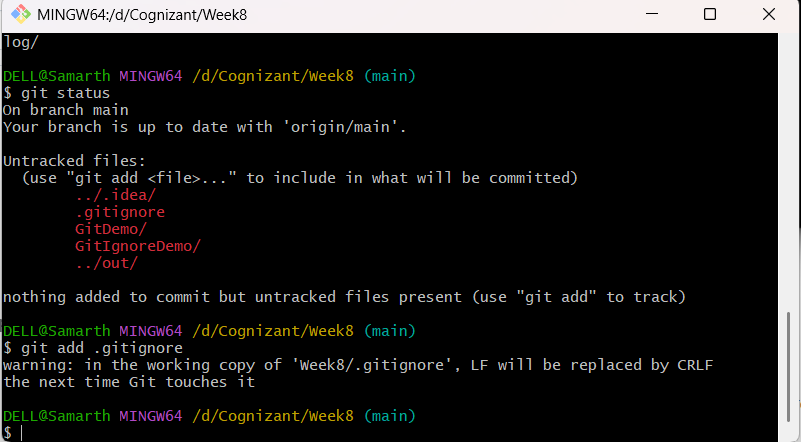 MINGW64:/d/Cognizant/Week8
log/
DELL@Samarth MINGW64 /d/Cognizant/Week8 (main)
$ git status
On branch main
Your branch is up to date with 'origin/main'.
Untracked files:
(use "git add <file>..." to include in what will be committed)
../.idea/
.gitignore
GitDemo/
GitIgnoreDemo/
../out/
nothing added to commit but untracked files present (use "git add" to track)
DELL@Samarth MINGW64 /d/Cognizant/Week8 (main)
$ git add .gitignore
warning: in the working copy of 'Week8/.gitignore', LF will be replaced by CRLF
the next time Git touches it
DELL@Samarth MINGW64 /d/Cognizant/Week8 (main)
$